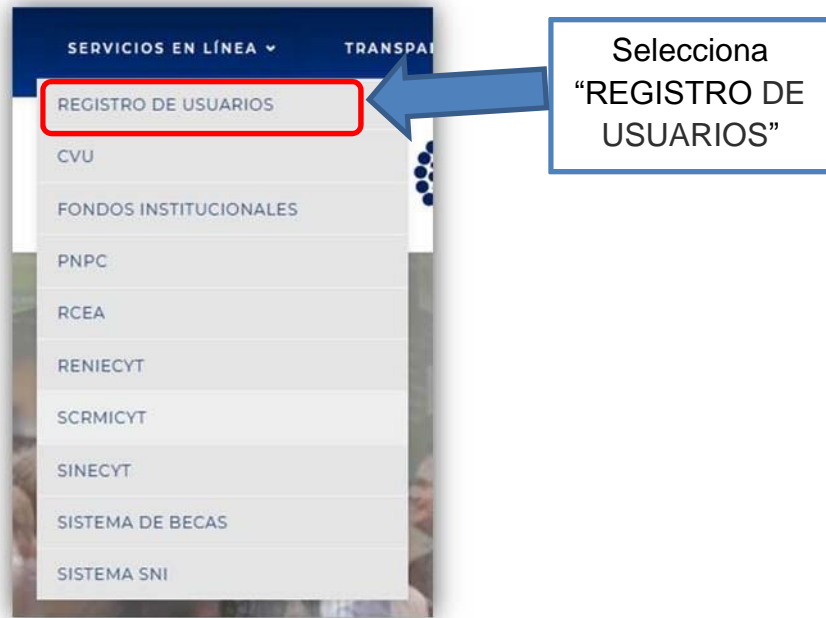 SERVICIOS EN LÍNEA
REGISTRO DE USUARIOS
CVU
FONDOS INSTITUCIONALES
PNPC
RCEA
RENIECYT
SCRMICYT
SINECYT
SISTEMA DE BECAS
SISTEMA SNI
TRANSPA
Selecciona
“REGISTRO DE
USUARIOS”